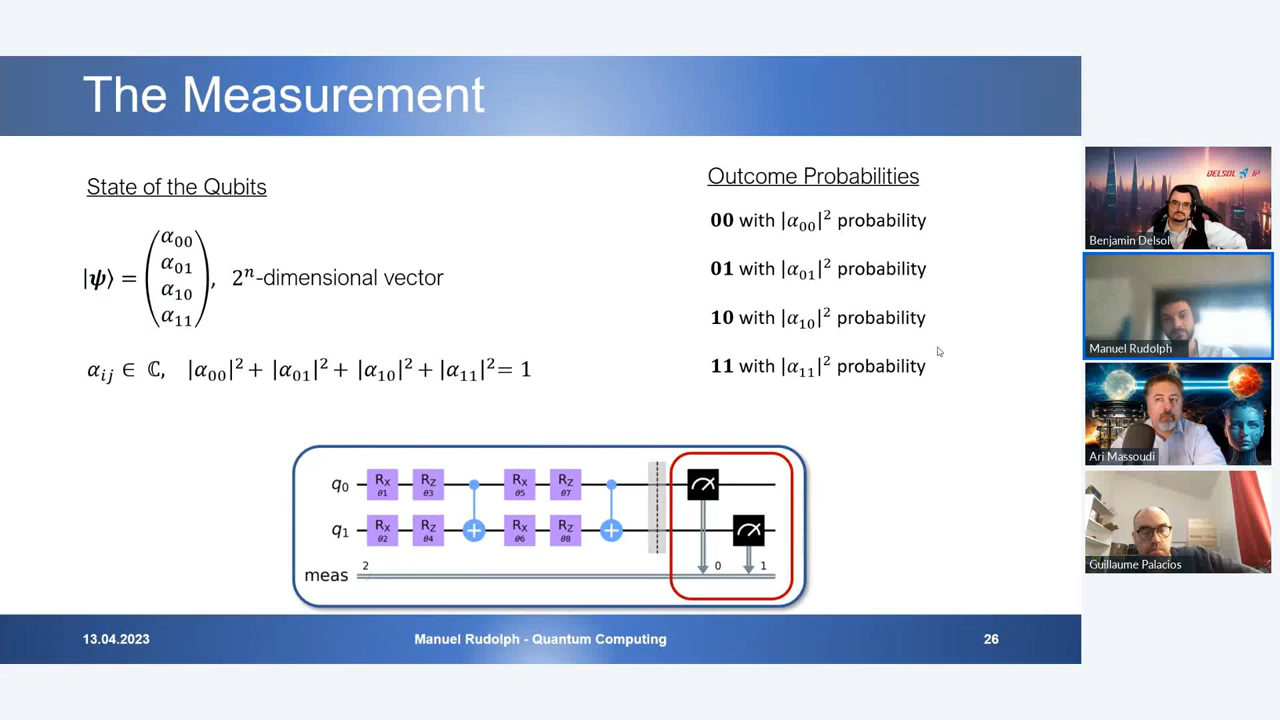 The Measurement
State of the Qubits
|ψ⟩ = (α₀₀ α₀₁ α₁₀ α₁₁), 2ⁿ-dimensional vector
αᵢⱼ ∈ ℂ, |α₀₀|² + |α₀₁|² + |α₁₀|² + |α₁₁|² = 1
Outcome Probabilities
00 with |α₀₀|² probability
01 with |α₀₁|² probability
10 with |α₁₀|² probability
11 with |α₁₁|² probability
q₀ Rx θ1 Rz θ3 Rx θ5 Rz θ7
q₁ Rx θ2 Rz θ4 Rx θ6 Rz θ8
meas 2 0 1
13.04.2023 Manuel Rudolph - Quantum Computing 26
DELSOL IP
Benjamin Delsol
Manuel Rudolph
Ari Massoudi
Guillaume Palacios